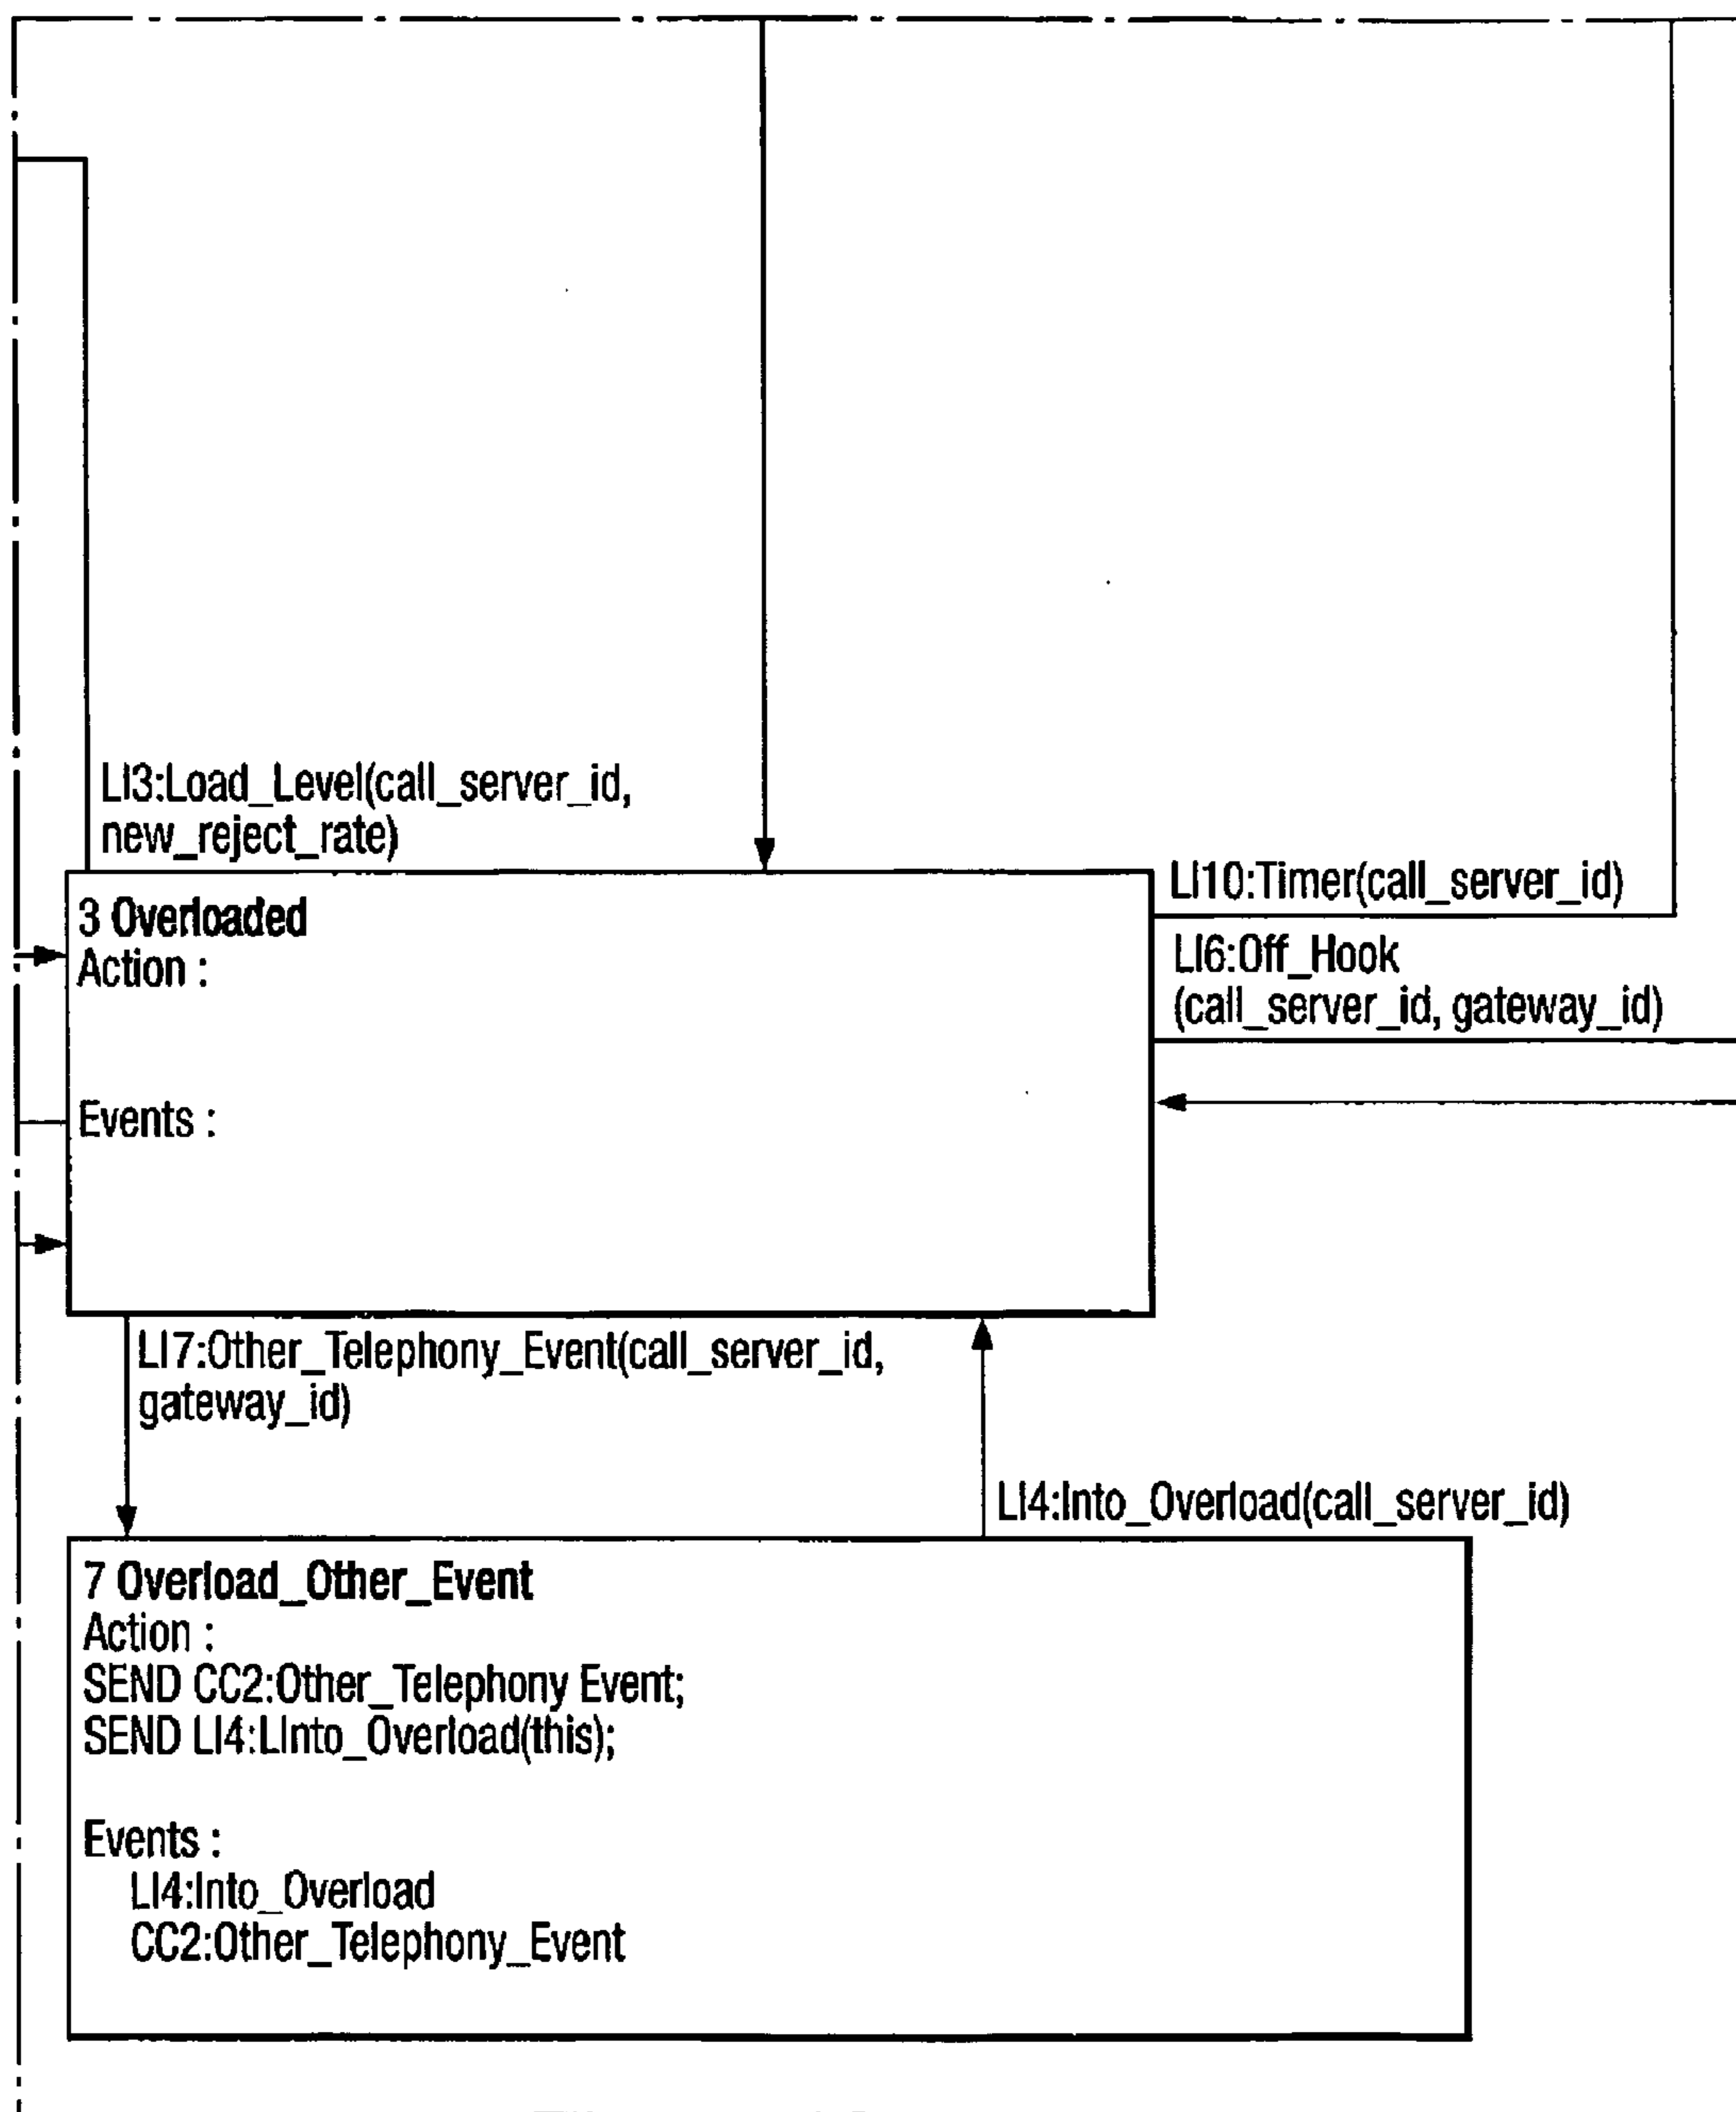 LI3:Load_Level(call_server_id,
new_reject_rate)
3 Overloaded
Action :
Events :
LI10:Timer(call_server_id)
LI6:Off_Hook
(call_server_id, gateway_id)
LI7:Other_Telephony_Event(call_server_id,
gateway_id)
LI4:Into_Overload(call_server_id)
7 Overload_Other_Event
Action :
SEND CC2:Other_Telephony Event;
SEND LI4:LInto_Overload(this);
Events :
LI4:Into_Overload
CC2:Other_Telephony_Event